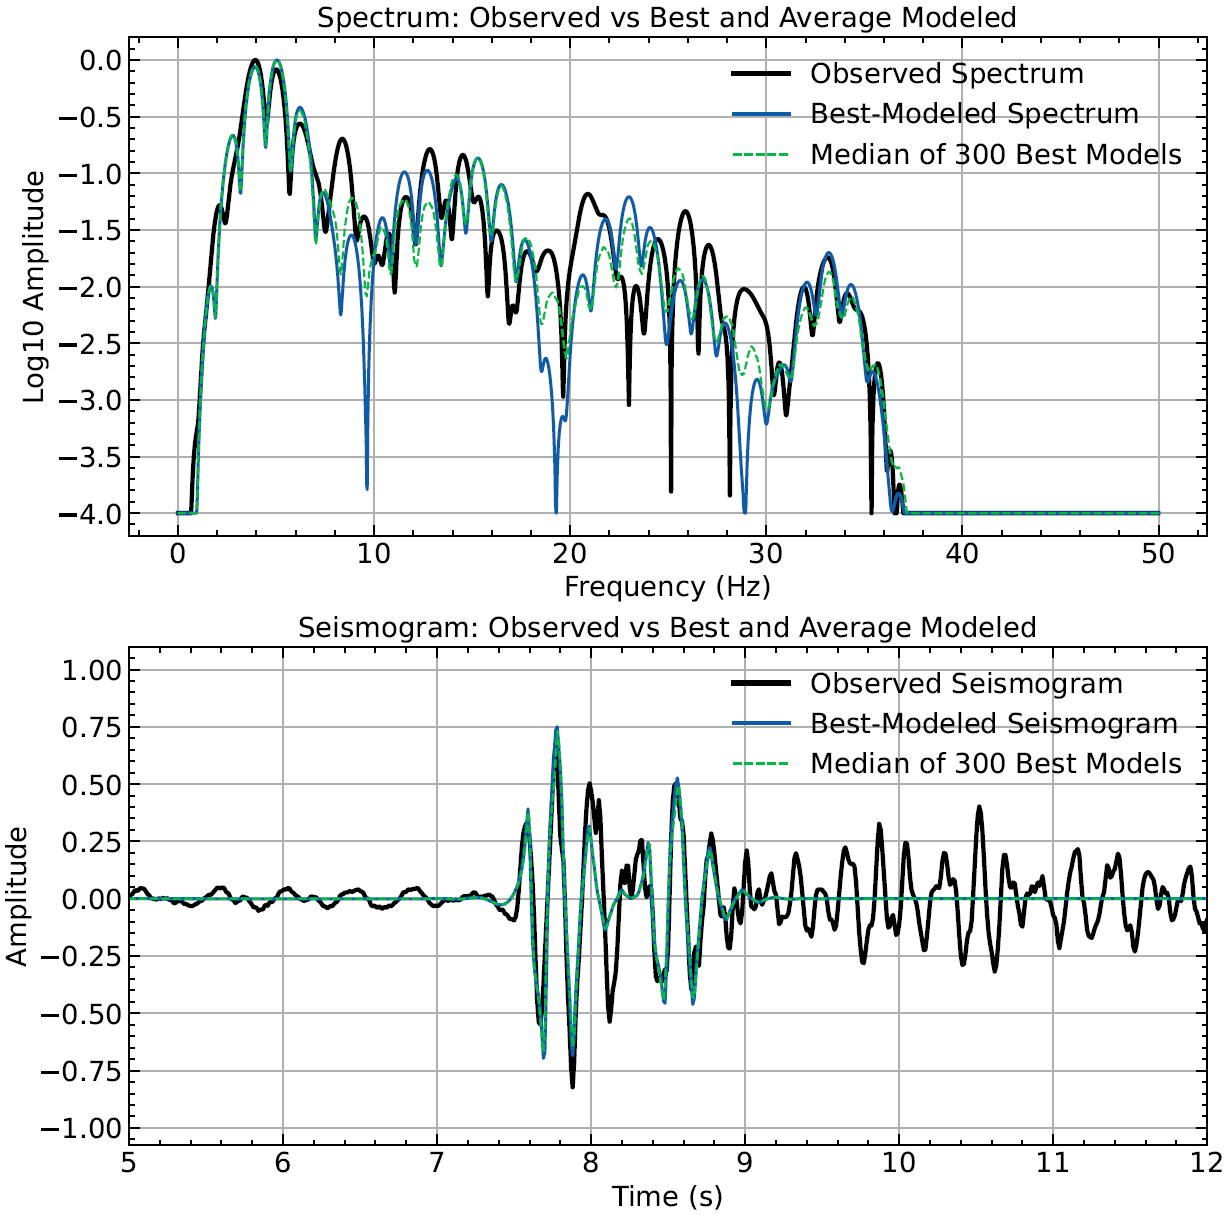 Spectrum: Observed vs Best and Average Modeled
Log10 Amplitude
0.0
−0.5
−1.0
−1.5
−2.0
−2.5
−3.0
−3.5
−4.0
Observed Spectrum
Best-Modeled Spectrum
Median of 300 Best Models
0 10 20 30 40 50
Frequency (Hz)
Seismogram: Observed vs Best and Average Modeled
Amplitude
1.00
0.75
0.50
0.25
0.00
−0.25
−0.50
−0.75
−1.00
Observed Seismogram
Best-Modeled Seismogram
Median of 300 Best Models
5 6 7 8 9 10 11 12
Time (s)